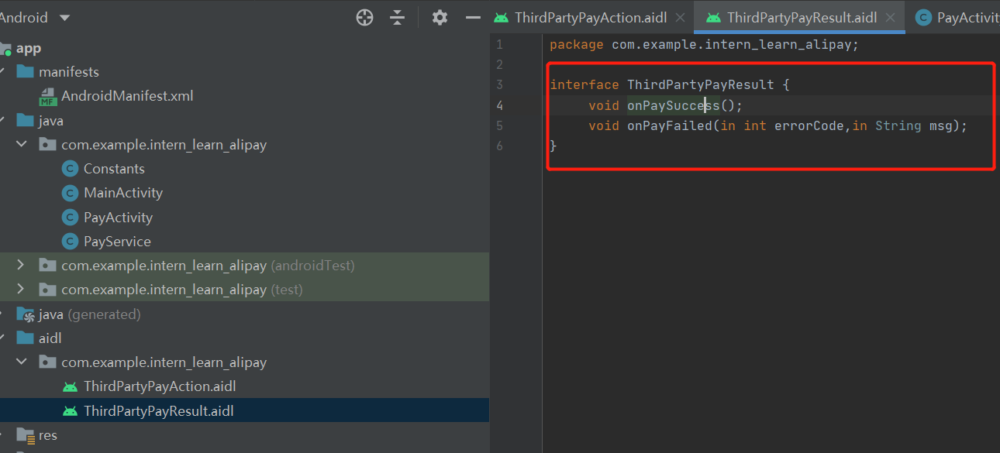 Android
ThirdPartyPayAction.aidl
ThirdPartyPayResult.aidl
PayActivit
app
manifests
MF
AndroidManifest.xml
java
com.example.intern_learn_alipay
C Constants
C MainActivity
C PayActivity
C PayService
com.example.intern_learn_alipay (androidTest)
com.example.intern_learn_alipay (test)
java (generated)
aidl
com.example.intern_learn_alipay
ThirdPartyPayAction.aidl
ThirdPartyPayResult.aidl
res
1 package com.example.intern_learn_alipay;
2
3 interface ThirdPartyPayResult {
4 void onPaySuccess();
5 void onPayFailed(in int errorCode,in String msg);
6 }